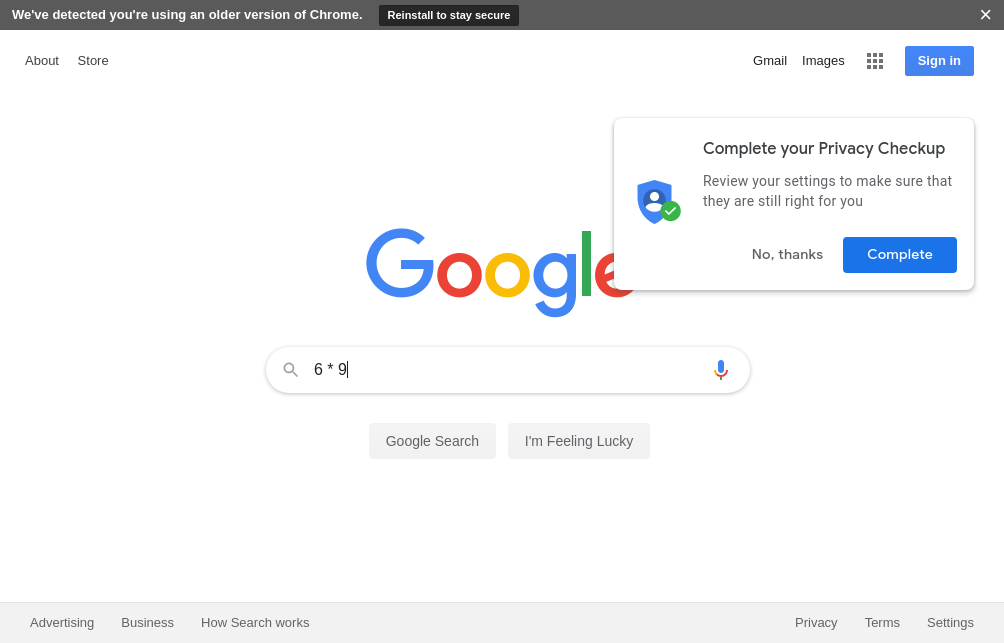 We've detected you're using an older version of Chrome. Reinstall to stay secure
About Store Gmail Images Sign in
Complete your Privacy Checkup
Review your settings to make sure that
they are still right for you
No, thanks Complete
Google
6 * 9
Google Search I'm Feeling Lucky
Advertising Business How Search works Privacy Terms Settings